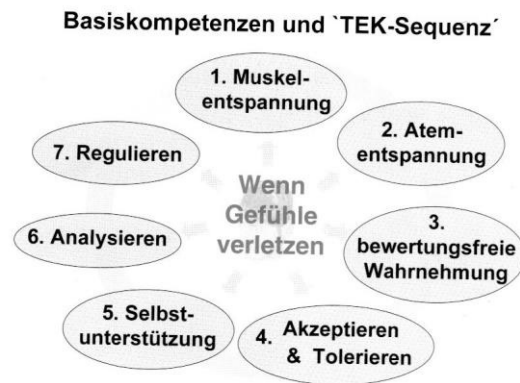 Basiskompetenzen und `TEK-Sequenz´
1. Muskel-
entspannung
2. Atem-
entspannung
3.
bewertungsfreie
Wahrnehmung
4. Akzeptieren
& Tolerieren
5. Selbst-
unterstützung
6. Analysieren
7. Regulieren
Wenn
Gefühle
verletzen